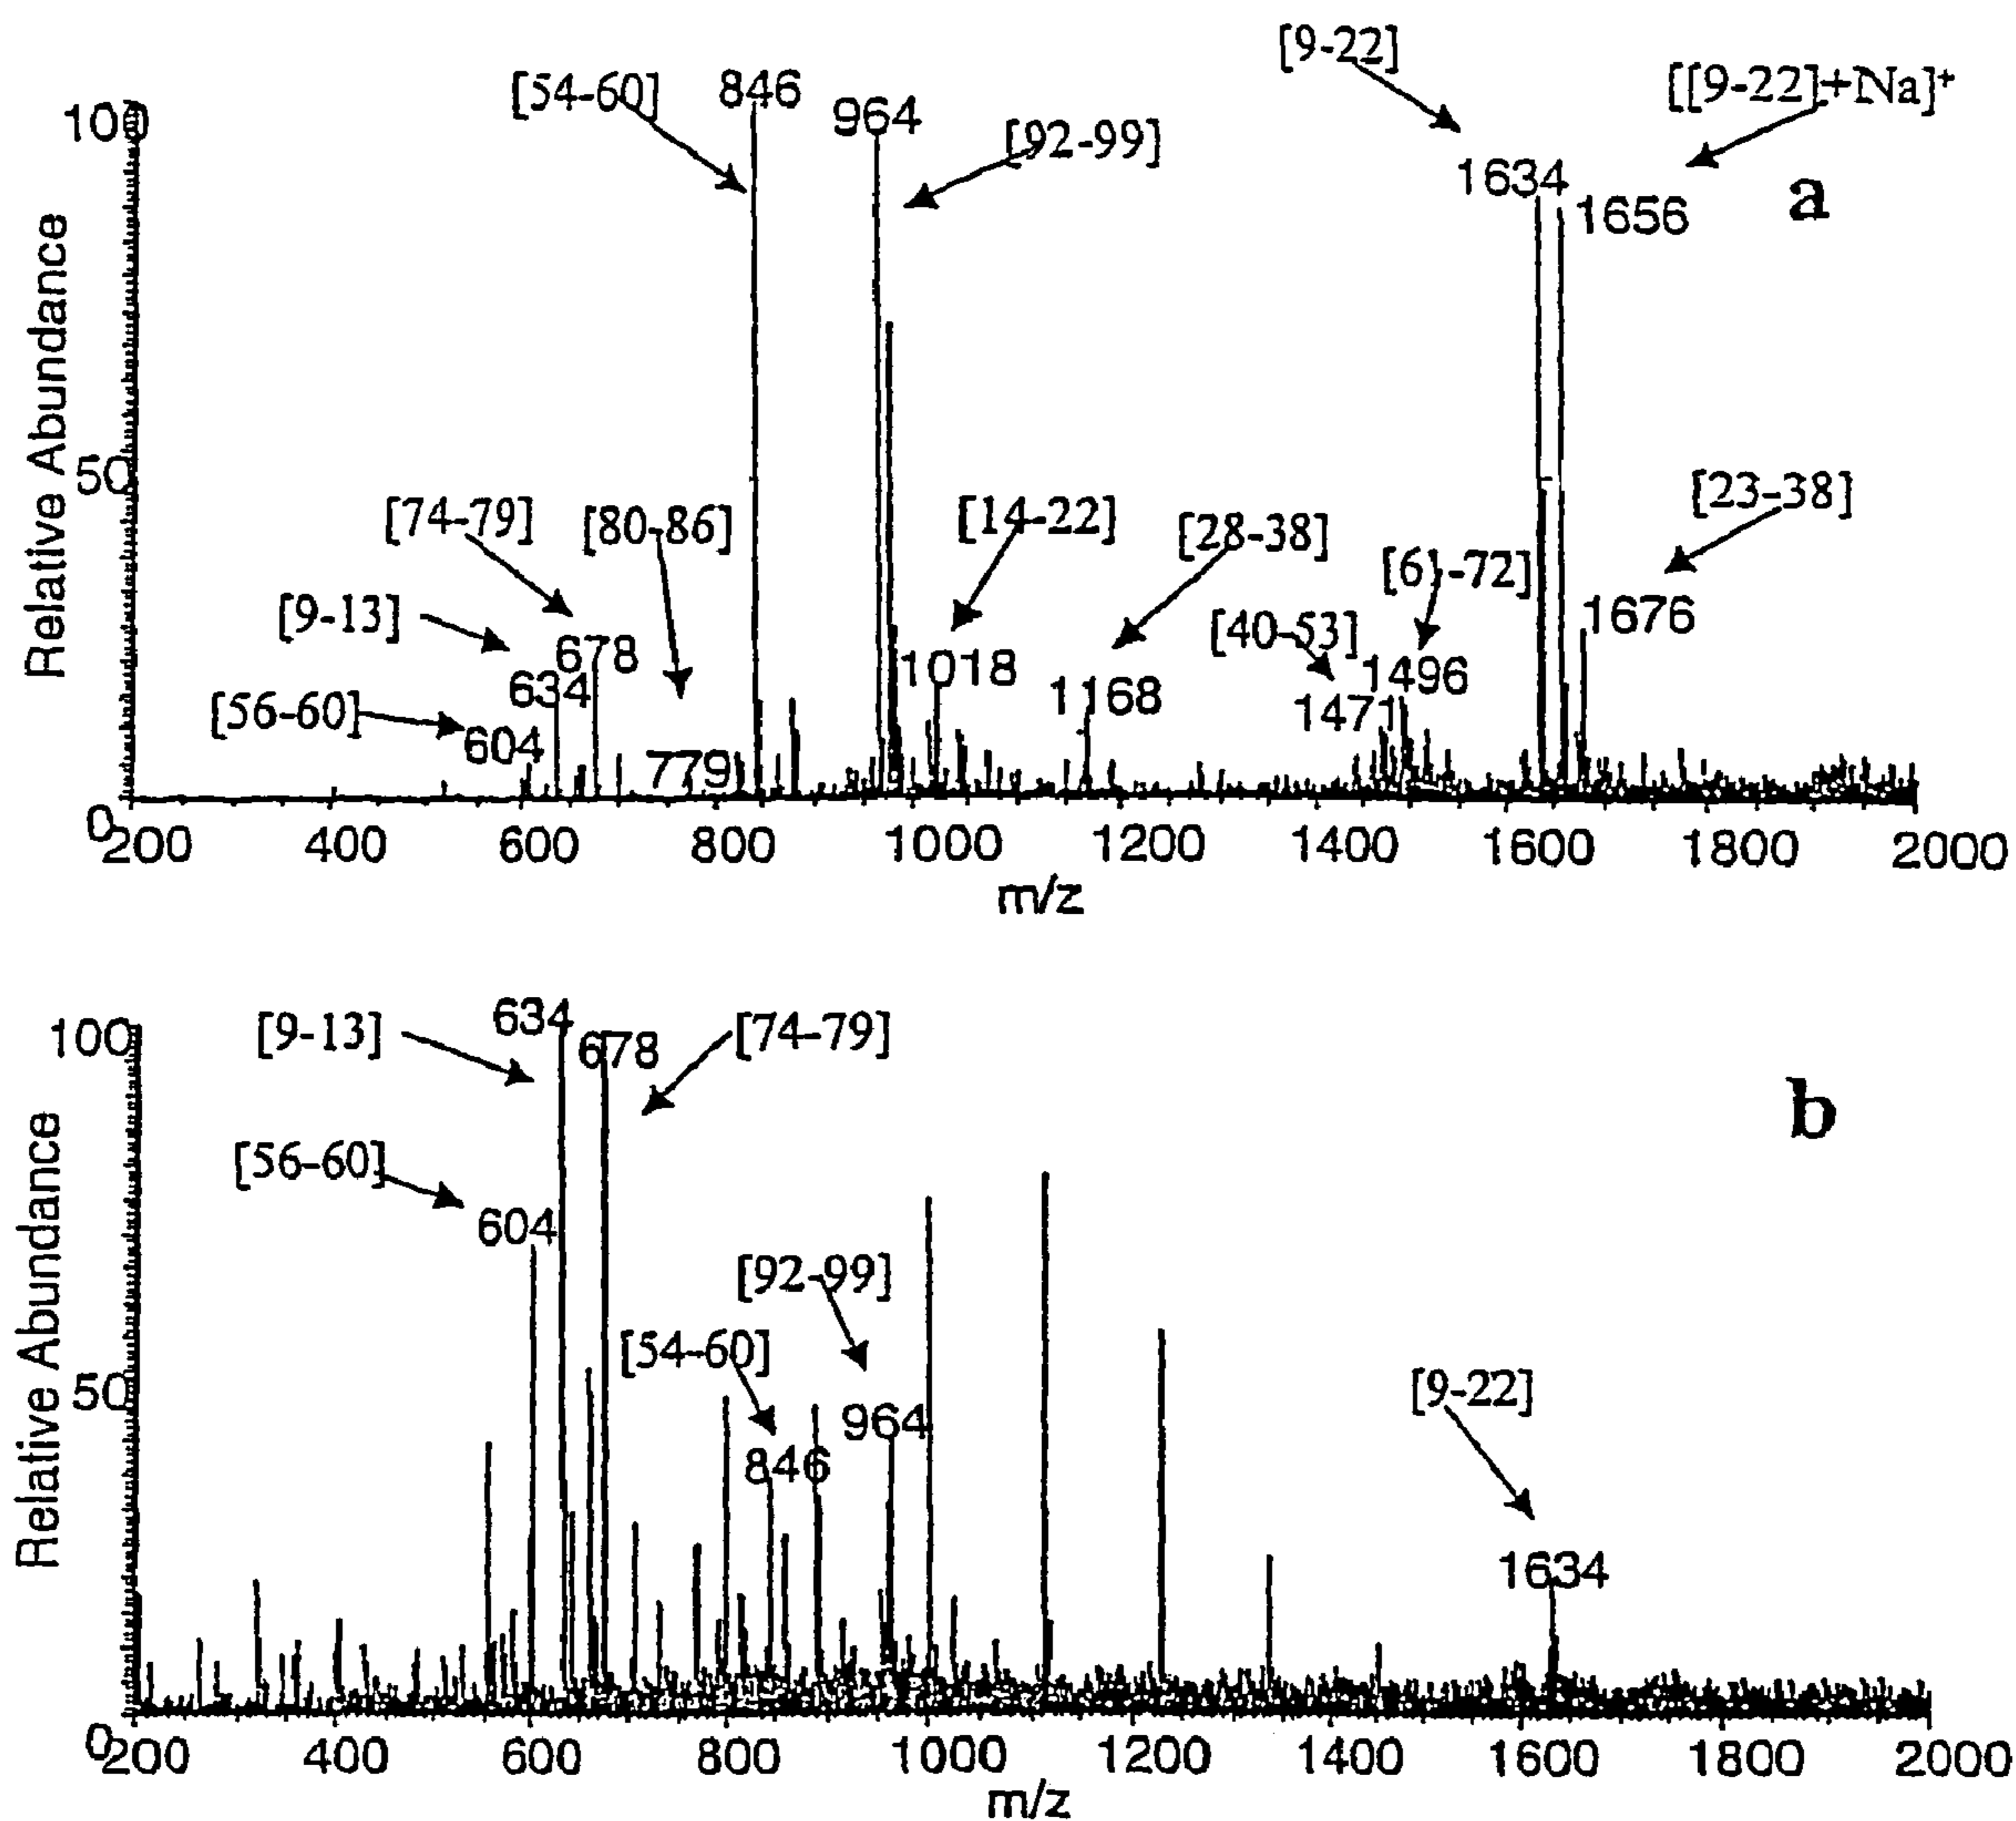 [9-22]
[54-60] 846 [[9-22]+Na]+
100 964 [92-99]
1634 a
1656
Relative Abundance
50 [74-79] [80-86] [14-22] [28-38] [23-38]
[9-13] [61-72]
678 [40-53] 1676
634 1018 1496
[56-60] 1168 1471
604 779
0
200 400 600 800 1000 1200 1400 1600 1800 2000
m/z
100 [9-13] 634 678 [74-79]
b
[56-60]
604
Relative Abundance
[92-99]
50 [54-60] 964 [9-22]
846
1634
0
200 400 600 800 1000 1200 1400 1600 1800 2000
m/z